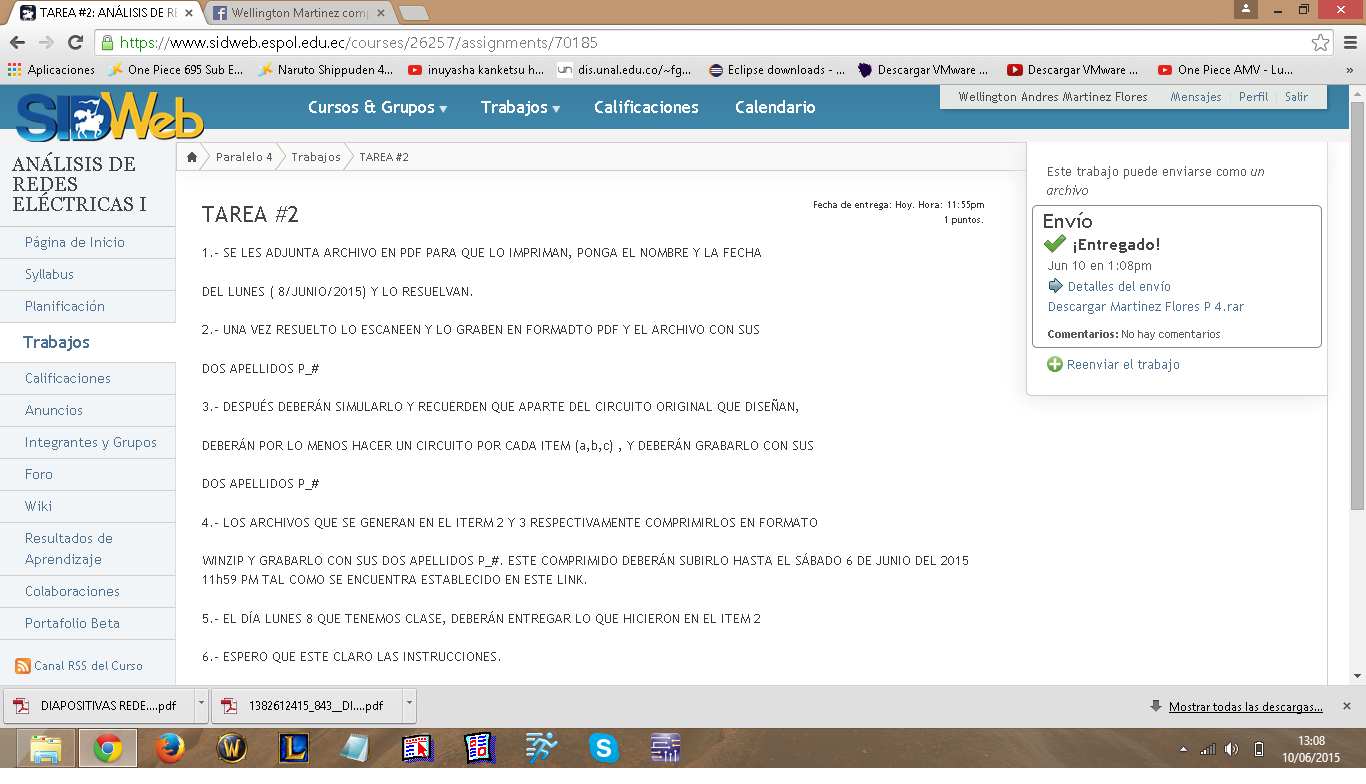 TAREA #2: ANÁLISIS DE RE
Wellington Martinez comp
https://www.sidweb.espol.edu.ec/courses/26257/assignments/70185
Aplicaciones
One Piece 695 Sub E...
Naruto Shippuden 4...
inuyasha kanketsu h...
dis.unal.edu.co/~fg...
Eclipse downloads - ...
Descargar VMware ...
Descargar VMware ...
One Piece AMV - Lu...
»
SIDWeb
Cursos & Grupos
Trabajos
Calificaciones
Calendario
Wellington Andres Martinez Flores
Mensajes
Perfil
Salir
ANÁLISIS DE
REDES
ELÉCTRICAS I
Página de Inicio
Syllabus
Planificación
Trabajos
Calificaciones
Anuncios
Integrantes y Grupos
Foro
Wiki
Resultados de
Aprendizaje
Colaboraciones
Portafolio Beta
Canal RSS del Curso
Paralelo 4
Trabajos
TAREA #2
TAREA #2
Fecha de entrega: Hoy. Hora: 11:55pm
1 puntos.
1.- SE LES ADJUNTA ARCHIVO EN PDF PARA QUE LO IMPRIMAN, PONGA EL NOMBRE Y LA FECHA
DEL LUNES ( 8/JUNIO/2015) Y LO RESUELVAN.
2.- UNA VEZ RESUELTO LO ESCANEEN Y LO GRABEN EN FORMADTO PDF Y EL ARCHIVO CON SUS
DOS APELLIDOS P_#
3.- DESPUÉS DEBERÁN SIMULARLO Y RECUERDEN QUE APARTE DEL CIRCUITO ORIGINAL QUE DISEÑAN,
DEBERÁN POR LO MENOS HACER UN CIRCUITO POR CADA ITEM (a,b,c) , Y DEBERÁN GRABARLO CON SUS
DOS APELLIDOS P_#
4.- LOS ARCHIVOS QUE SE GENERAN EN EL ITERM 2 Y 3 RESPECTIVAMENTE COMPRIMIRLOS EN FORMATO
WINZIP Y GRABARLO CON SUS DOS APELLIDOS P_#. ESTE COMPRIMIDO DEBERÁN SUBIRLO HASTA EL SÁBADO 6 DE JUNIO DEL 2015
11h59 PM TAL COMO SE ENCUENTRA ESTABLECIDO EN ESTE LINK.
5.- EL DÍA LUNES 8 QUE TENEMOS CLASE, DEBERÁN ENTREGAR LO QUE HICIERON EN EL ITEM 2
6.- ESPERO QUE ESTE CLARO LAS INSTRUCCIONES.
Este trabajo puede enviarse como un
archivo
Envío
¡Entregado!
Jun 10 en 1:08pm
Detalles del envío
Descargar Martinez Flores P 4.rar
Comentarios: No hay comentarios
Reenviar el trabajo
DIAPOSITIVAS REDE....pdf
1382612415_843__DI....pdf
Mostrar todas las descargas...
13:08
10/06/2015